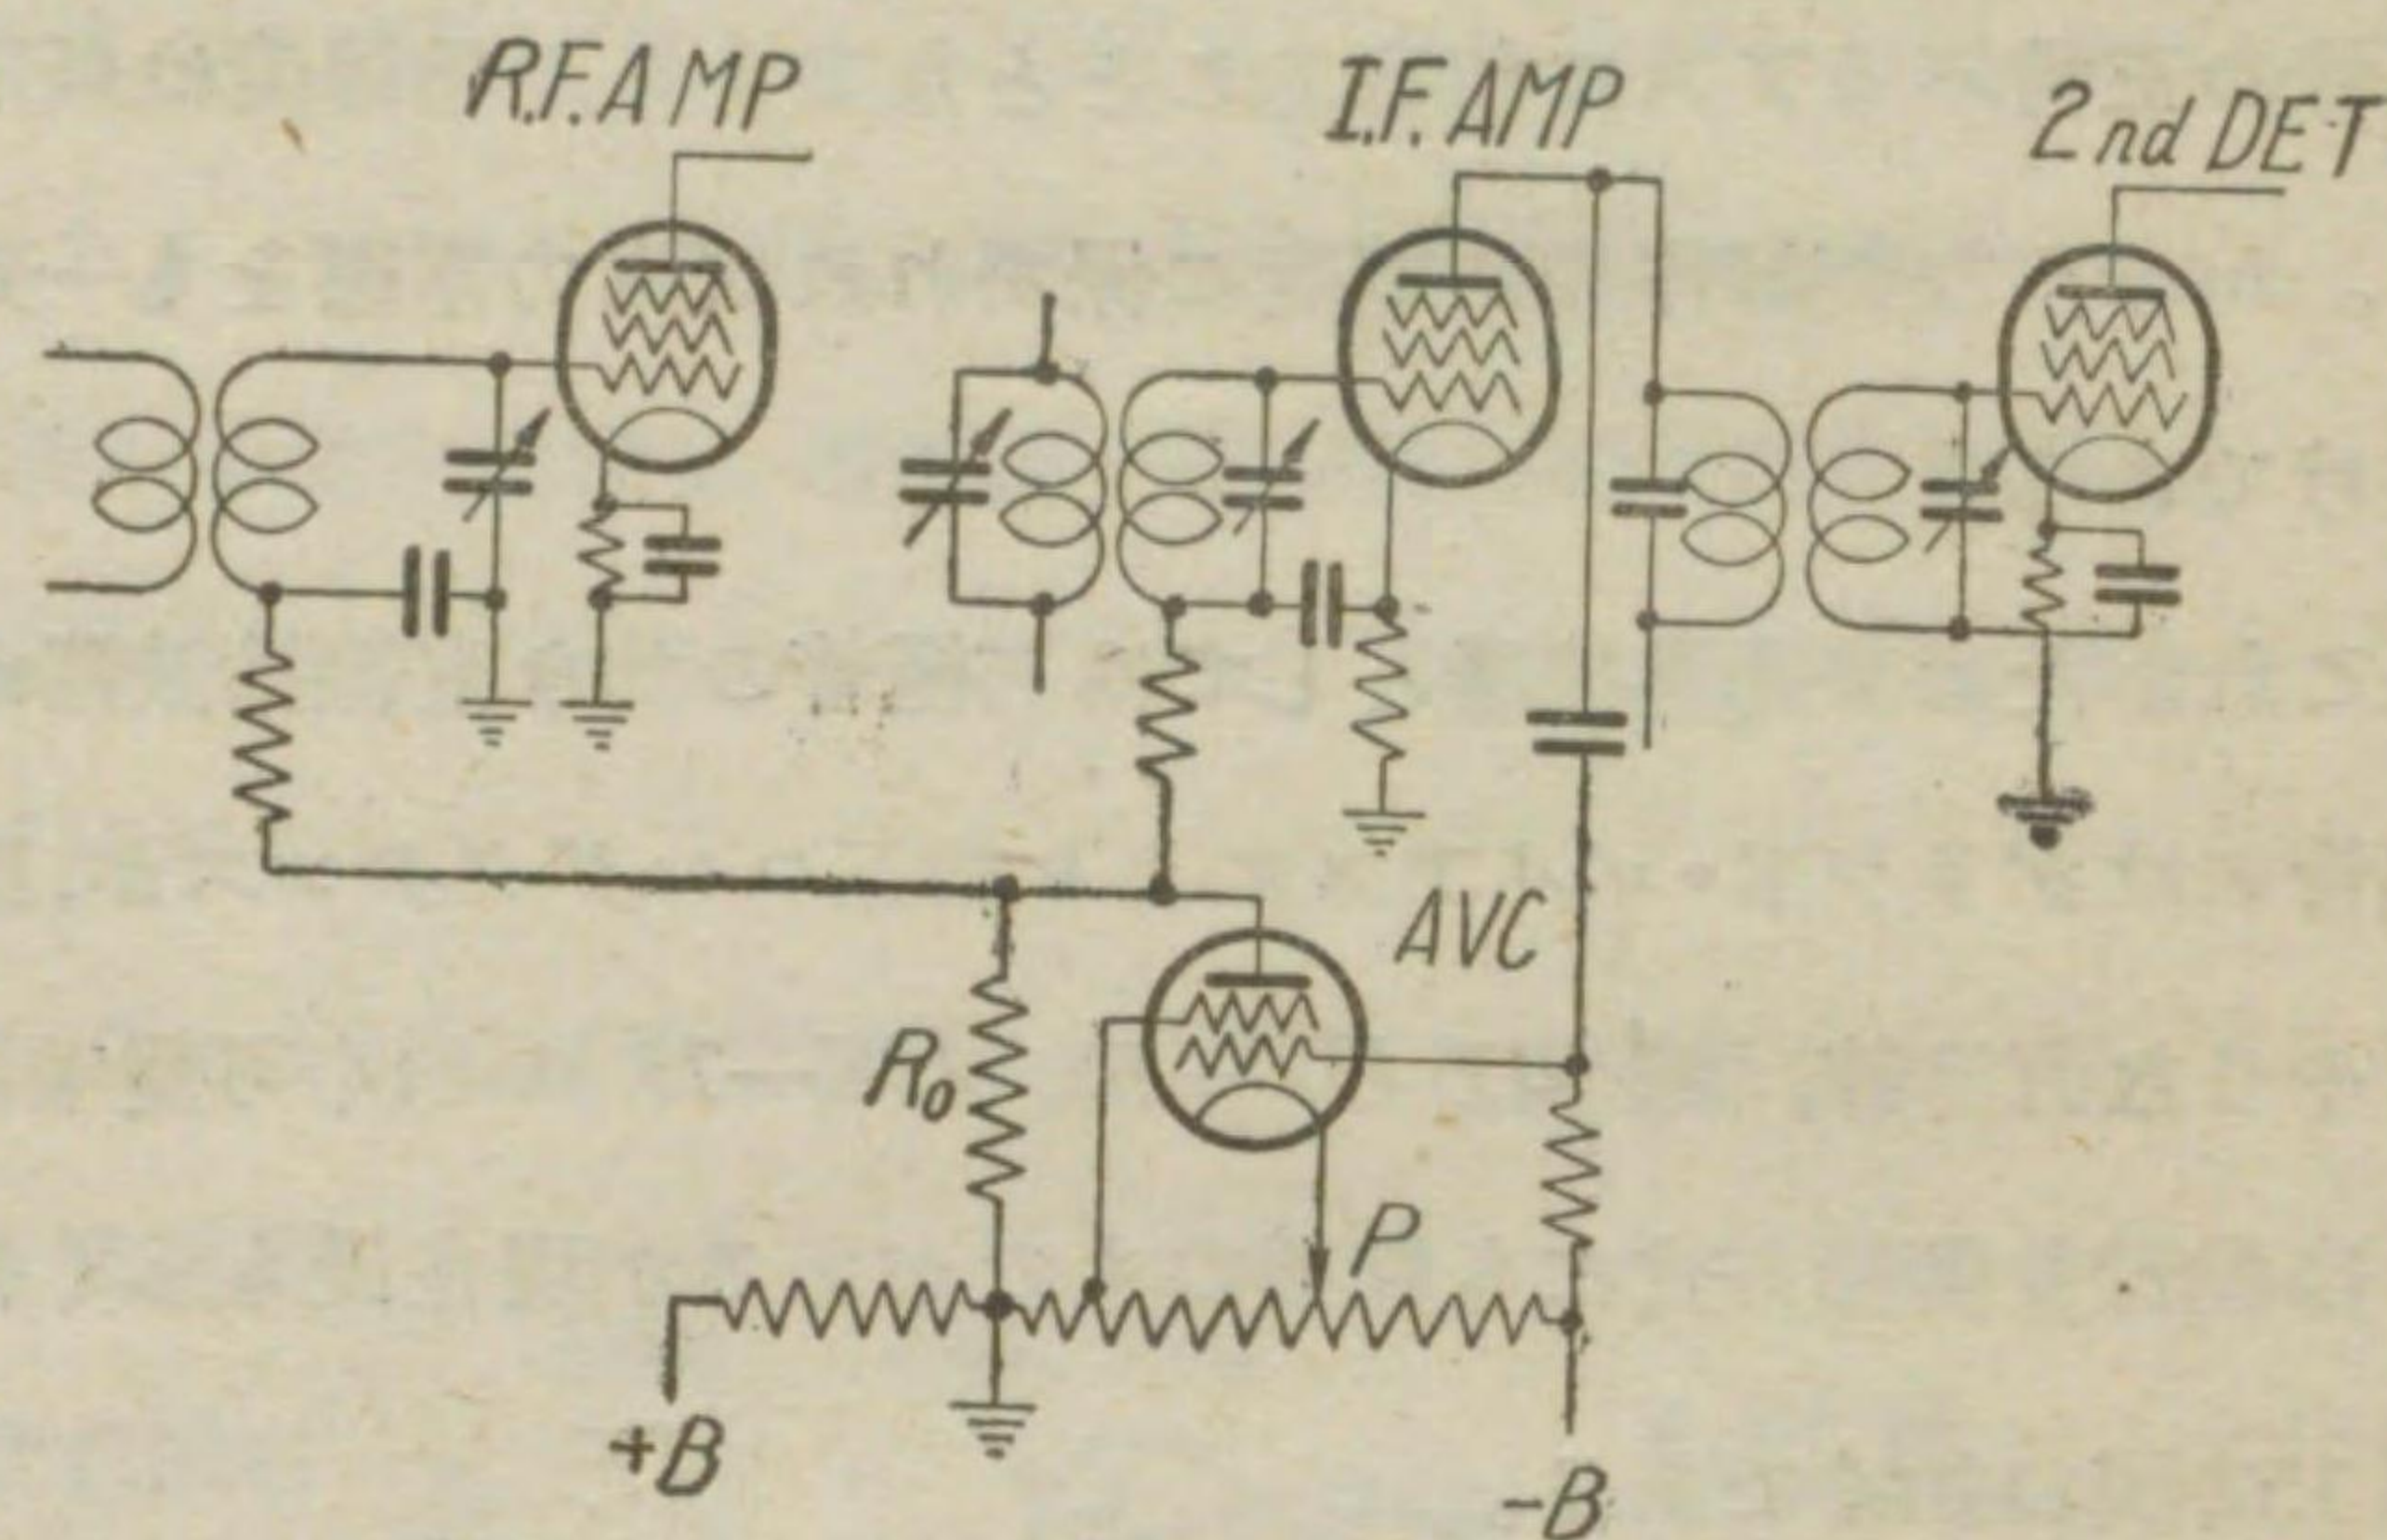 R.F. AMP
I.F. AMP
2nd DET
AVC
R0
P
+B
-B